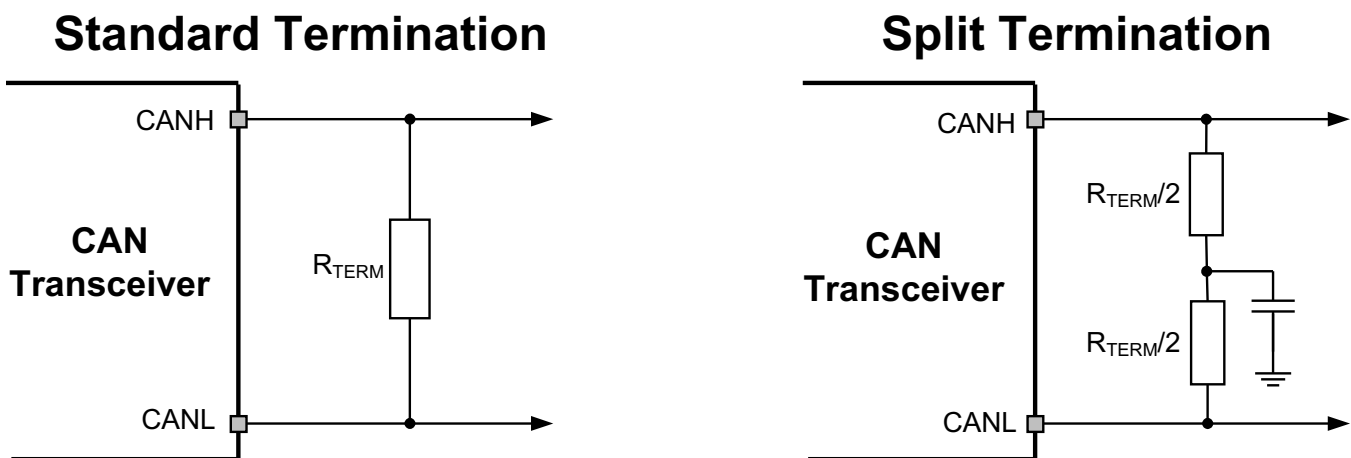 Standard Termination
CANH
CAN
Transceiver
RTERM
CANL
Split Termination
CANH
RTERM/2
CAN
Transceiver
RTERM/2
CANL